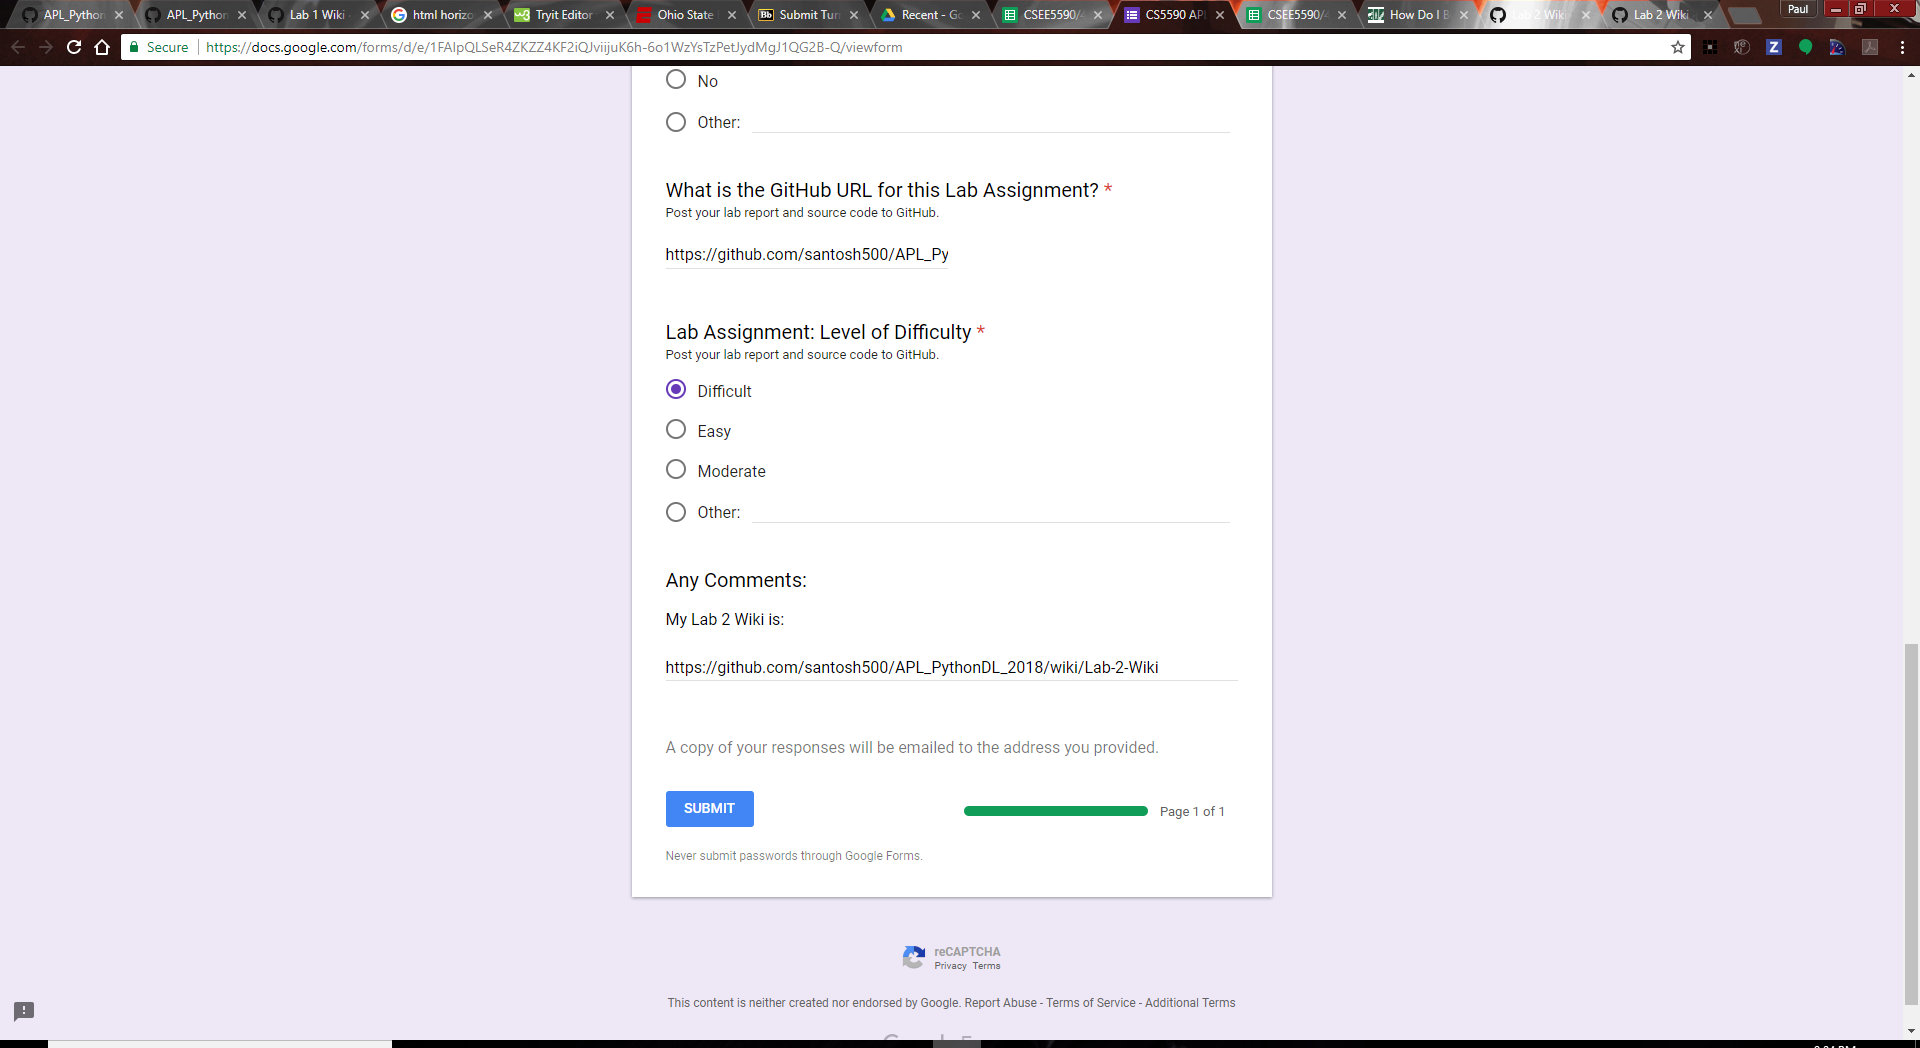 APL_Python
APL_Python
Lab 1 Wiki
html horizo
Tryit Editor
Ohio State
Submit Tur
Recent - Go
CSEE5590/
CS5590 APL
CSEE5590/
How Do I B
Lab 2 Wiki
Lab 2 Wiki
Paul
Secure
https://docs.google.com/forms/d/e/1FAIpQLSeR4ZKZZ4KF2iQJviijuK6h-6o1WzYsTzPetJydMgJ1QG2B-Q/viewform
No
Other:
What is the GitHub URL for this Lab Assignment? *
Post your lab report and source code to GitHub.
https://github.com/santosh500/APL_Py
Lab Assignment: Level of Difficulty *
Post your lab report and source code to GitHub.
Difficult
Easy
Moderate
Other:
Any Comments:
My Lab 2 Wiki is:
https://github.com/santosh500/APL_PythonDL_2018/wiki/Lab-2-Wiki
A copy of your responses will be emailed to the address you provided.
SUBMIT
Page 1 of 1
Never submit passwords through Google Forms.
reCAPTCHA
Privacy Terms
This content is neither created nor endorsed by Google. Report Abuse - Terms of Service - Additional Terms